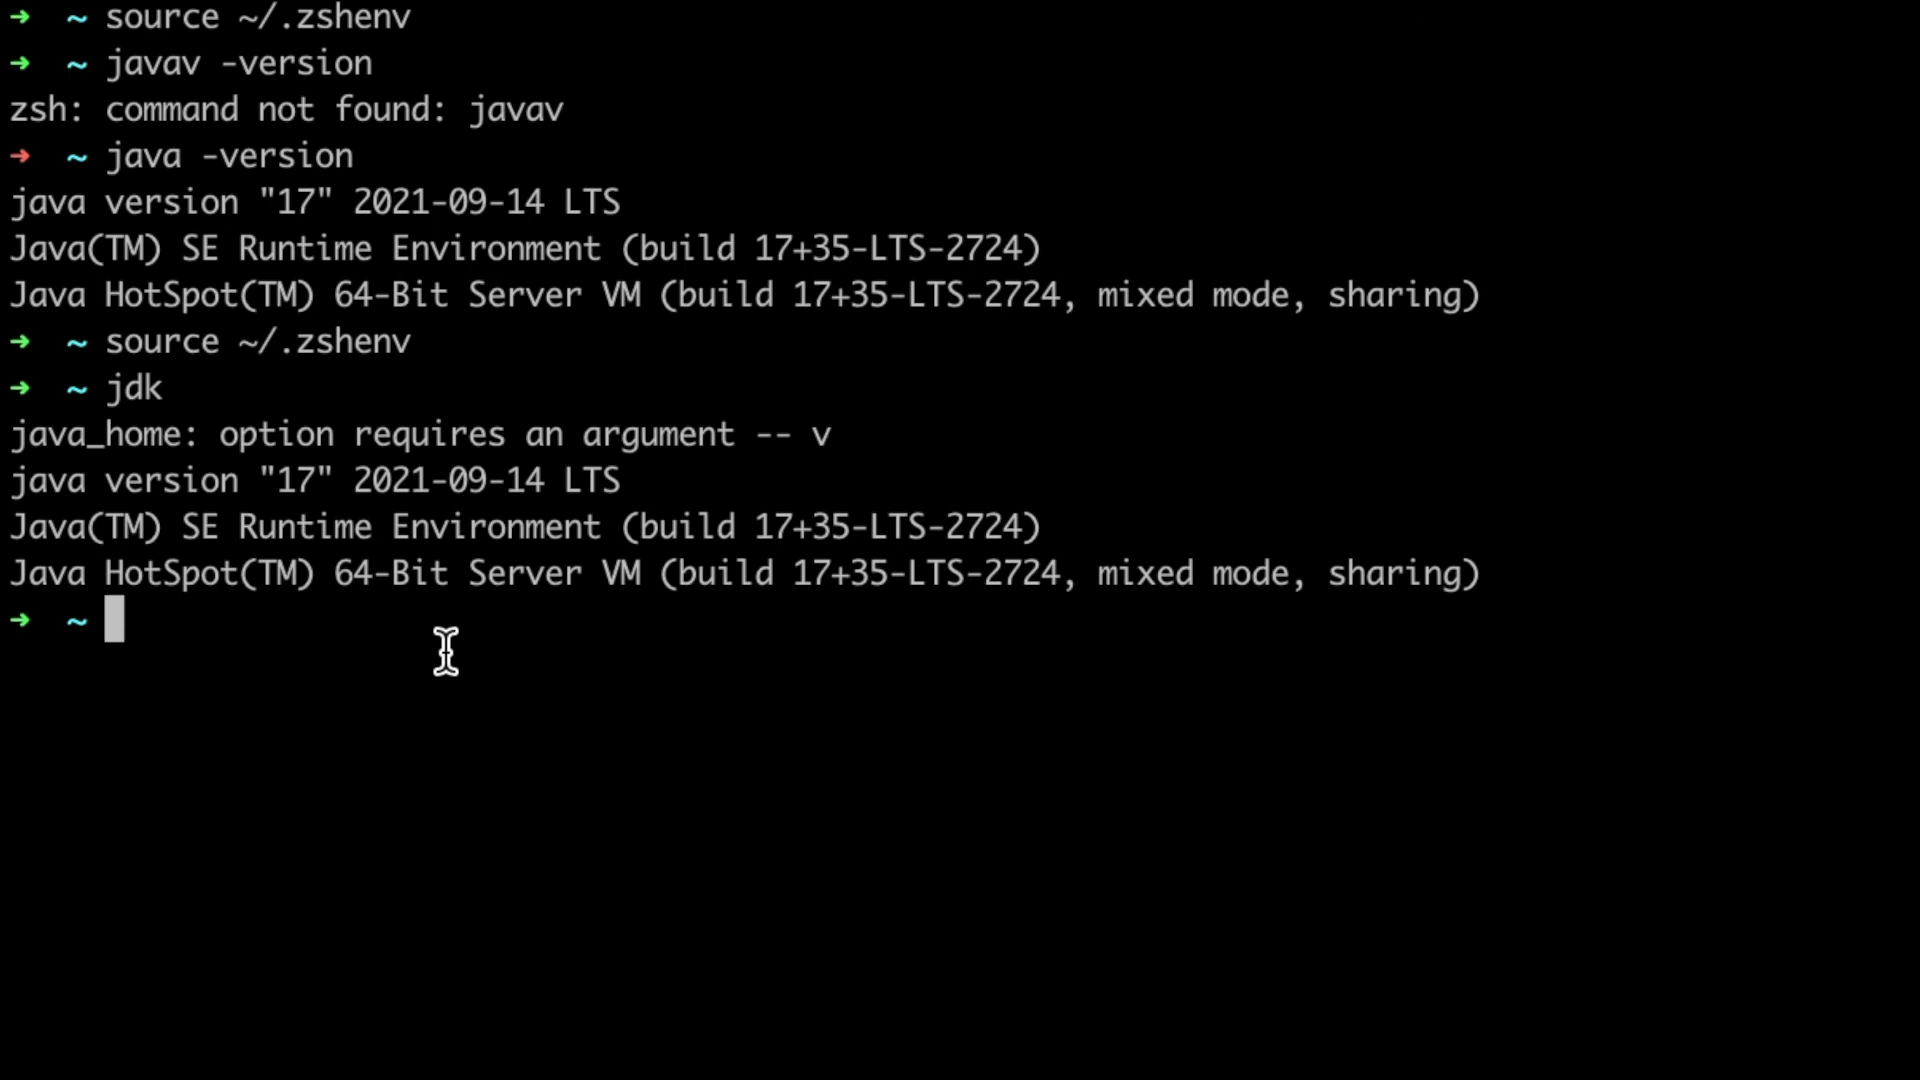 ➜  ~ source ~/.zshenv
➜  ~ javav -version
zsh: command not found: javav
➜  ~ java -version
java version "17" 2021-09-14 LTS
Java(TM) SE Runtime Environment (build 17+35-LTS-2724)
Java HotSpot(TM) 64-Bit Server VM (build 17+35-LTS-2724, mixed mode, sharing)
➜  ~ source ~/.zshenv
➜  ~ jdk
java_home: option requires an argument -- v
java version "17" 2021-09-14 LTS
Java(TM) SE Runtime Environment (build 17+35-LTS-2724)
Java HotSpot(TM) 64-Bit Server VM (build 17+35-LTS-2724, mixed mode, sharing)
➜  ~